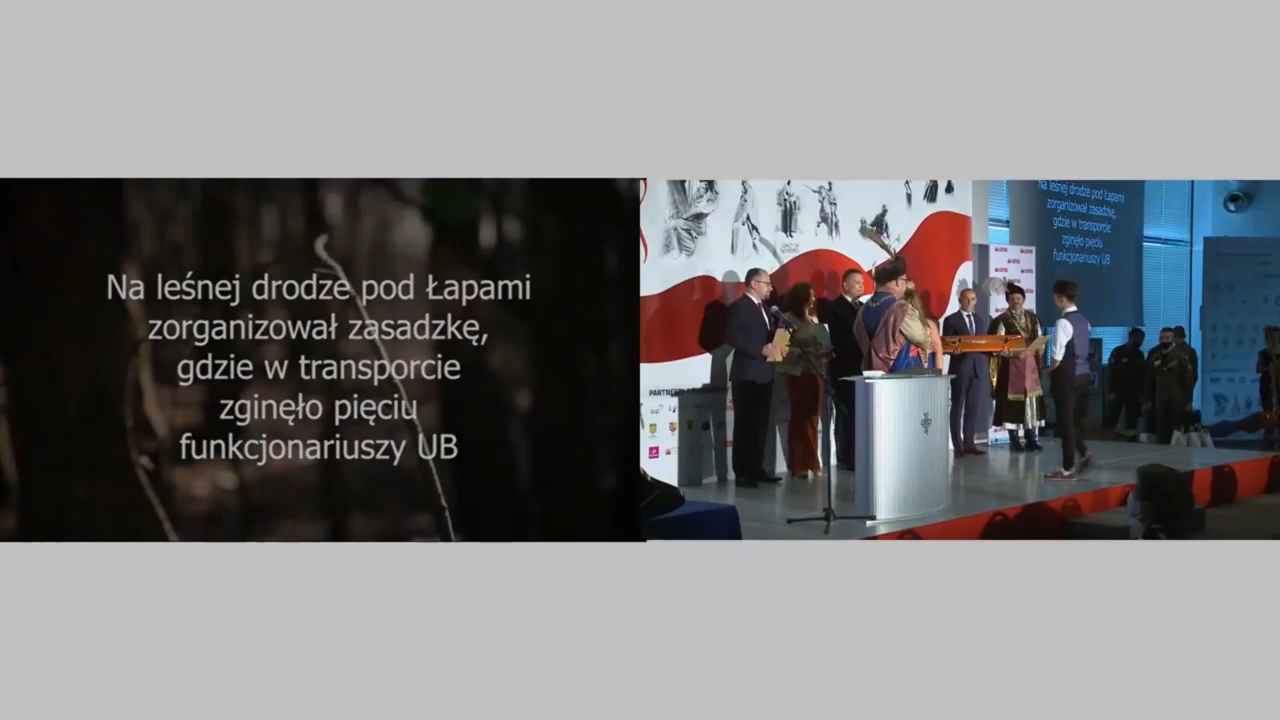 Na leśnej drodze pod Łapami
zorganizował zasadzkę,
gdzie w transporcie
zginęło pięciu
funkcjonariuszy UB
Na leśnej drodze pod Łapami
zorganizował zasadzkę,
gdzie w transporcie
zginęło pięciu
funkcjonariuszy UB